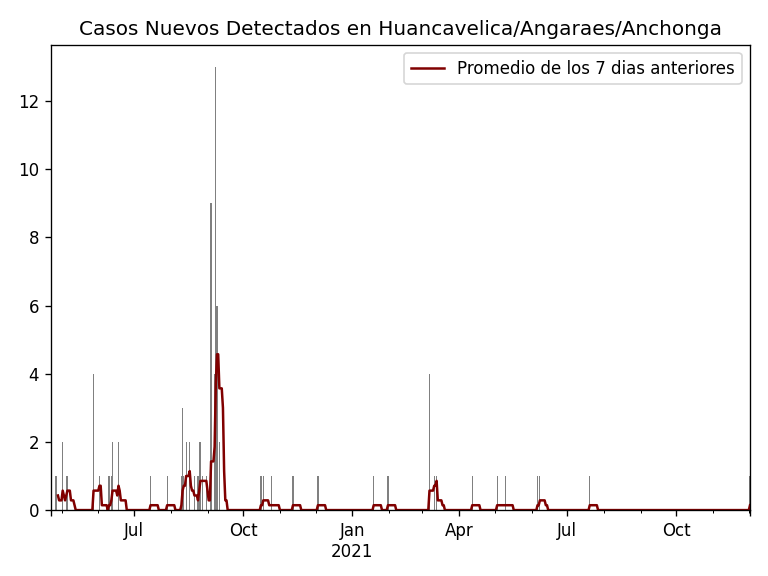 Casos Nuevos Detectados en Huancavelica/Angaraes/Anchonga
Promedio de los 7 dias anteriores
12
10
8
6
4
2
0
Jul
Oct
Jan
Apr
Jul
Oct
2021